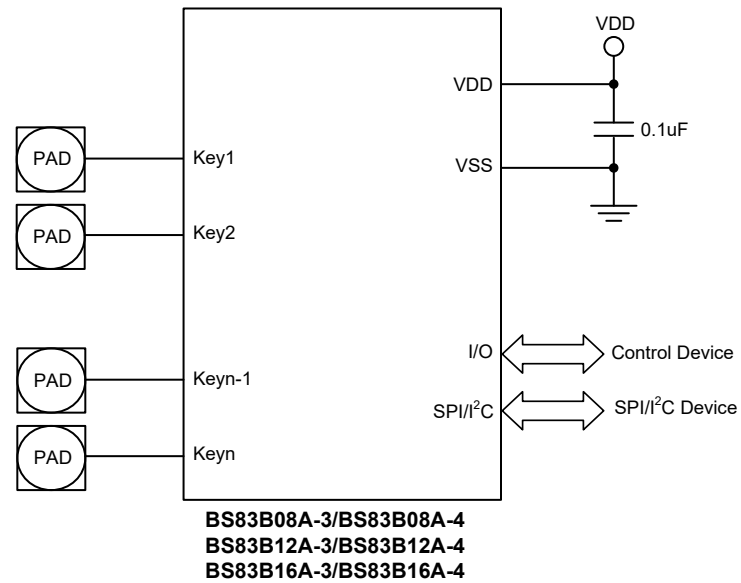 VDD
VDD
0.1uF
VSS
PAD
Key1
PAD
Key2
PAD
Keyn-1
PAD
Keyn
I/O
Control Device
SPI/I²C
SPI/I²C Device
BS83B08A-3/BS83B08A-4
BS83B12A-3/BS83B12A-4
BS83B16A-3/BS83B16A-4